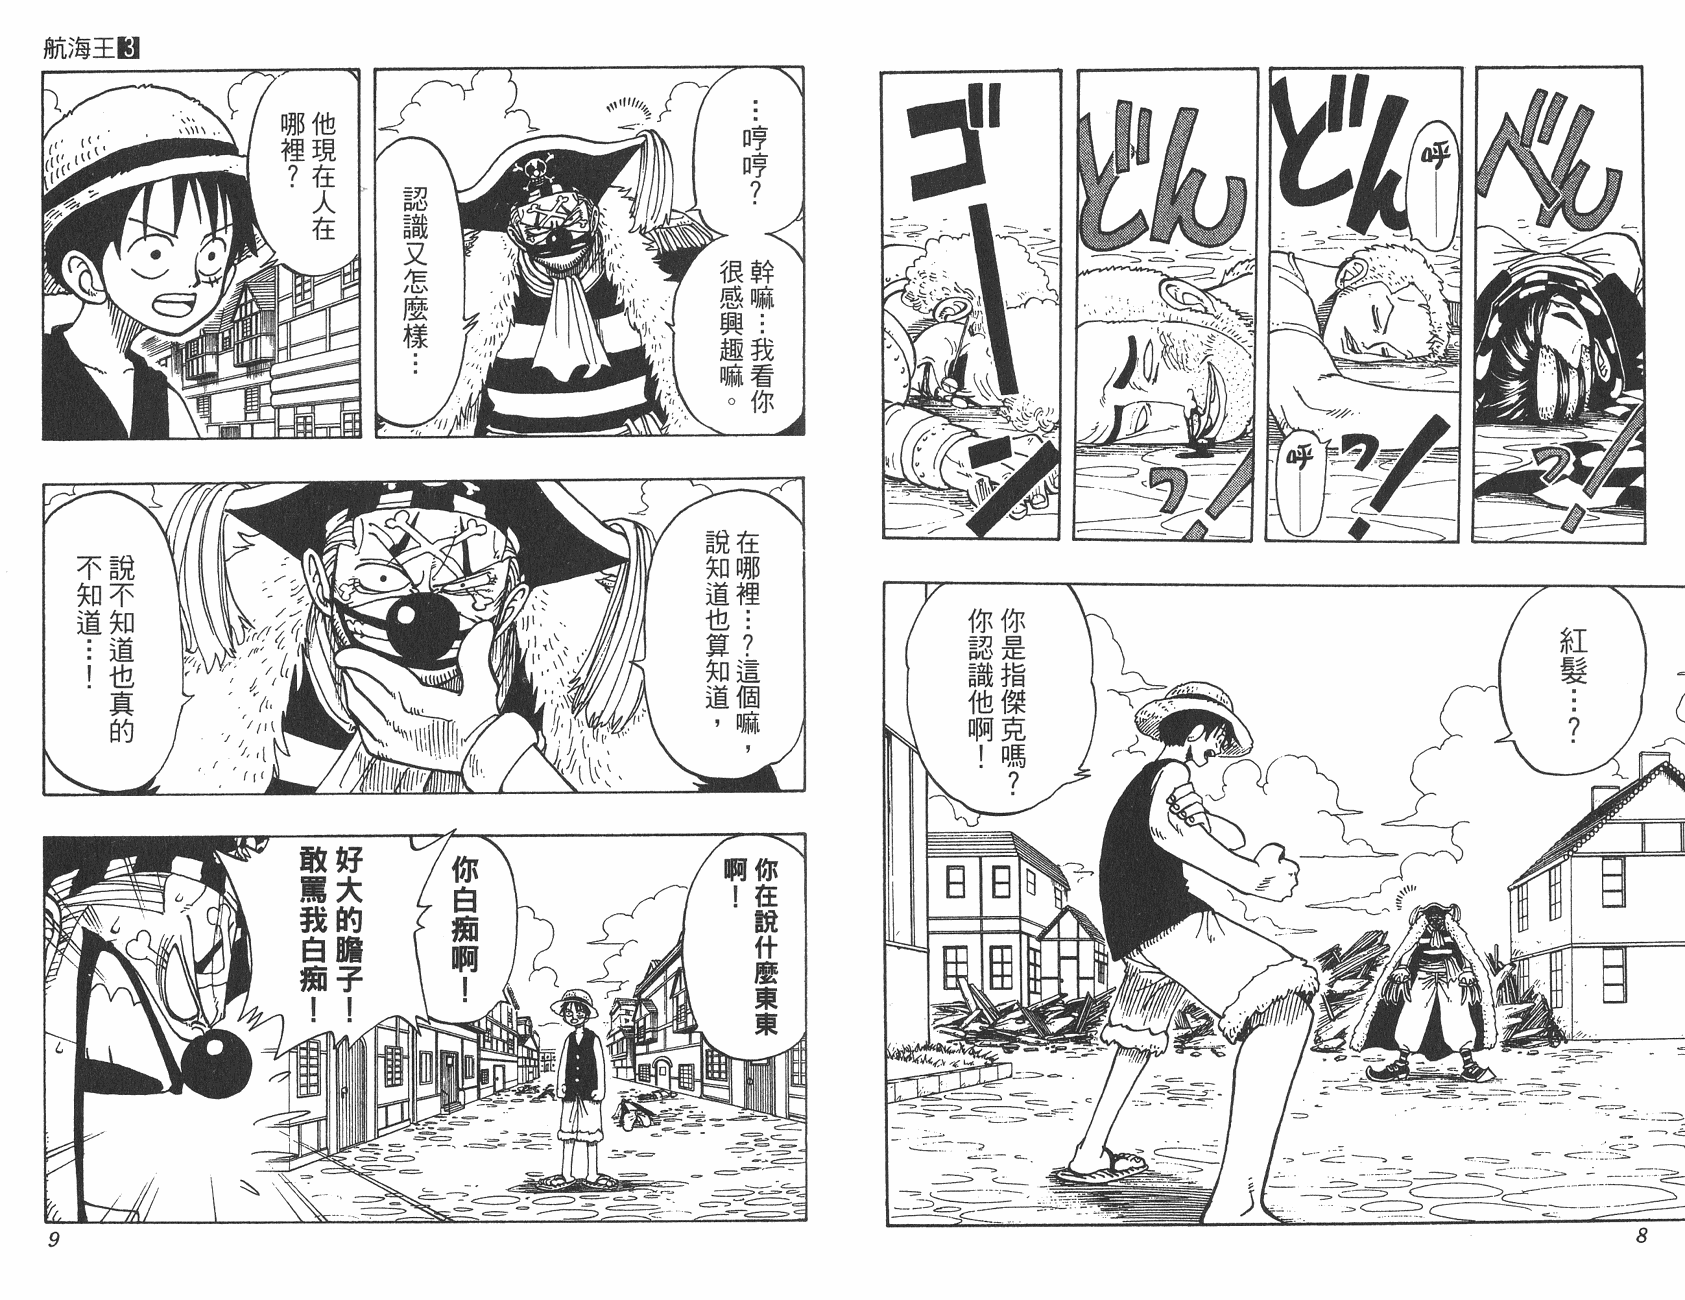 べんっ!
呼——
どんっ!
呼——
どんっ!
ゴーン
紅髮…?
你是指傑克嗎?
你認識他啊!
8
航海王3
…哼哼?
幹嘛…我看你
很感興趣嘛。
認識又怎麼樣…
他現在人在
哪裡?
在哪裡…?這個嘛,
說知道也算知道,
說不知道也真的
不知道…!
你在說什麼東東
啊!
你白痴啊!
好大的膽子!
敢罵我白痴!
9